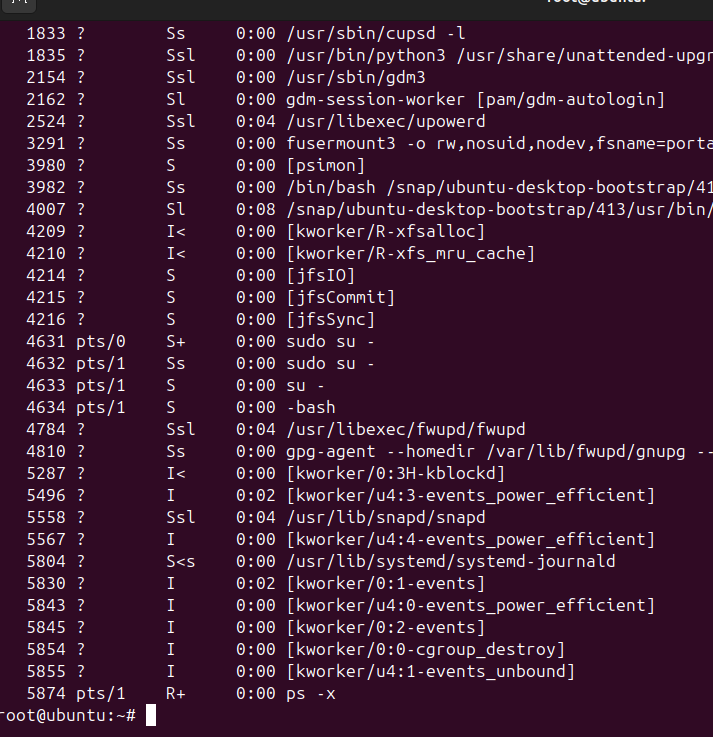 root@ubuntu:
1833 ? Ss 0:00 /usr/sbin/cupsd -l
1835 ? Ssl 0:00 /usr/bin/python3 /usr/share/unattended-upgr
2154 ? Ssl 0:00 /usr/sbin/gdm3
2162 ? Sl 0:00 gdm-session-worker [pam/gdm-autologin]
2524 ? Ssl 0:04 /usr/libexec/upowerd
3291 ? Ss 0:00 fusermount3 -o rw,nosuid,nodev,fsname=porta
3980 ? S 0:00 [psimon]
3982 ? Ss 0:00 /bin/bash /snap/ubuntu-desktop-bootstrap/41
4007 ? Sl 0:08 /snap/ubuntu-desktop-bootstrap/413/usr/bin/
4209 ? I< 0:00 [kworker/R-xfsalloc]
4210 ? I< 0:00 [kworker/R-xfs_mru_cache]
4214 ? S 0:00 [jfsIO]
4215 ? S 0:00 [jfsCommit]
4216 ? S 0:00 [jfsSync]
4631 pts/0 S+ 0:00 sudo su -
4632 pts/1 Ss 0:00 sudo su -
4633 pts/1 S 0:00 su -
4634 pts/1 S 0:00 -bash
4784 ? Ssl 0:04 /usr/libexec/fwupd/fwupd
4810 ? Ss 0:00 gpg-agent --homedir /var/lib/fwupd/gnupg --
5287 ? I< 0:00 [kworker/0:3H-kblockd]
5496 ? I 0:02 [kworker/u4:3-events_power_efficient]
5558 ? Ssl 0:04 /usr/lib/snapd/snapd
5567 ? I 0:00 [kworker/u4:4-events_power_efficient]
5804 ? S<s 0:00 /usr/lib/systemd/systemd-journald
5830 ? I 0:02 [kworker/0:1-events]
5843 ? I 0:00 [kworker/u4:0-events_power_efficient]
5845 ? I 0:00 [kworker/0:2-events]
5854 ? I 0:00 [kworker/0:0-cgroup_destroy]
5855 ? I 0:00 [kworker/u4:1-events_unbound]
5874 pts/1 R+ 0:00 ps -x
root@ubuntu:~#